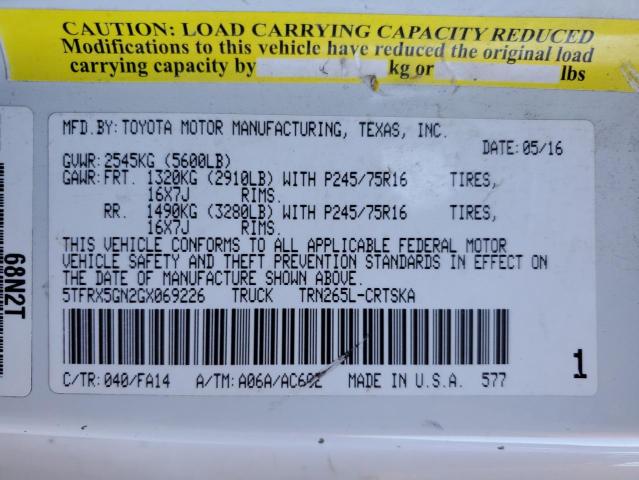 CAUTION: LOAD CARRYING CAPACITY REDUCED
Modifications to this vehicle have reduced the original load
carrying capacity by kg or lbs
MFD.BY: TOYOTA MOTOR MANUFACTURING, TEXAS, INC.
DATE: 05/16
GVWR: 2545KG (5600LB)
GAWR: FRT. 1320KG (2910LB) WITH P245/75R16 TIRES,
16X7J RIMS.
RR. 1490KG (3280LB) WITH P245/75R16 TIRES,
16X7J RIMS.
THIS VEHICLE CONFORMS TO ALL APPLICABLE FEDERAL MOTOR
VEHICLE SAFETY AND THEFT PREVENTION STANDARDS IN EFFECT ON
THE DATE OF MANUFACTURE SHOWN ABOVE.
5TFRX5GN2GX069226 TRUCK TRN265L-CRTSKA
C/TR: 040/FA14 A/TM: A06A/AC60Z MADE IN U.S.A. 577
1
68N2T